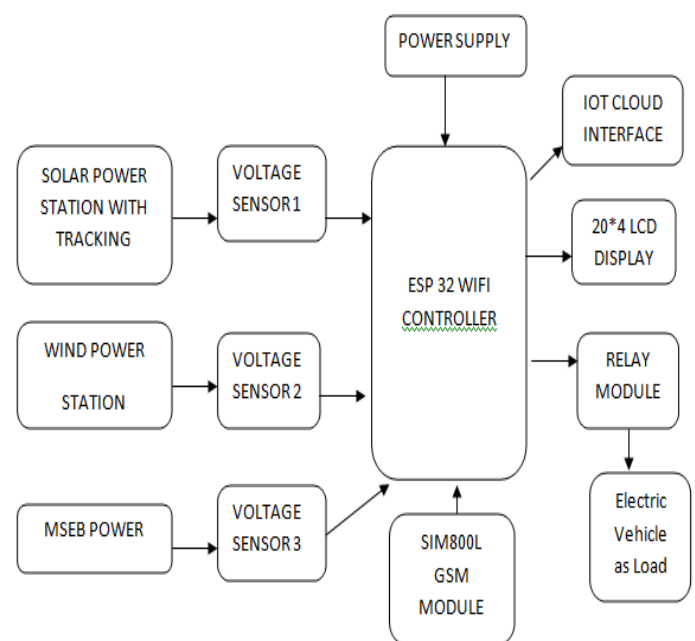 POWER SUPPLY
IOT CLOUD
INTERFACE
SOLAR POWER
STATION WITH
TRACKING
VOLTAGE
SENSOR 1
20*4 LCD
DISPLAY
ESP 32 WIFI
CONTROLLER
WIND POWER
STATION
VOLTAGE
SENSOR 2
RELAY
MODULE
MSEB POWER
VOLTAGE
SENSOR 3
SIM800L
GSM
MODULE
Electric
Vehicle
as Load